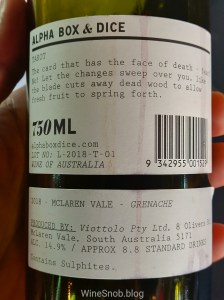 ALPHA BOX & DICE
TAROT
The card that has the face of death -
No! Let the changes sweep over you, like
the blade cuts away dead wood to allow
fresh fruit to spring forth.
750ML
alphaboxdice.com
LOT NO: L-2018-T-01
WINE OF AUSTRALIA
9 342955 00152
2018 - MCLAREN VALE - GRENACHE
PRODUCED BY: Viottolo Pty Ltd. 8 Olivers
McLaren Vale. South Australia 5171
ALC. 14.9% / APPROX 8.8 STANDARD DRINKS
Contains Sulphites.
WineSnob.blog